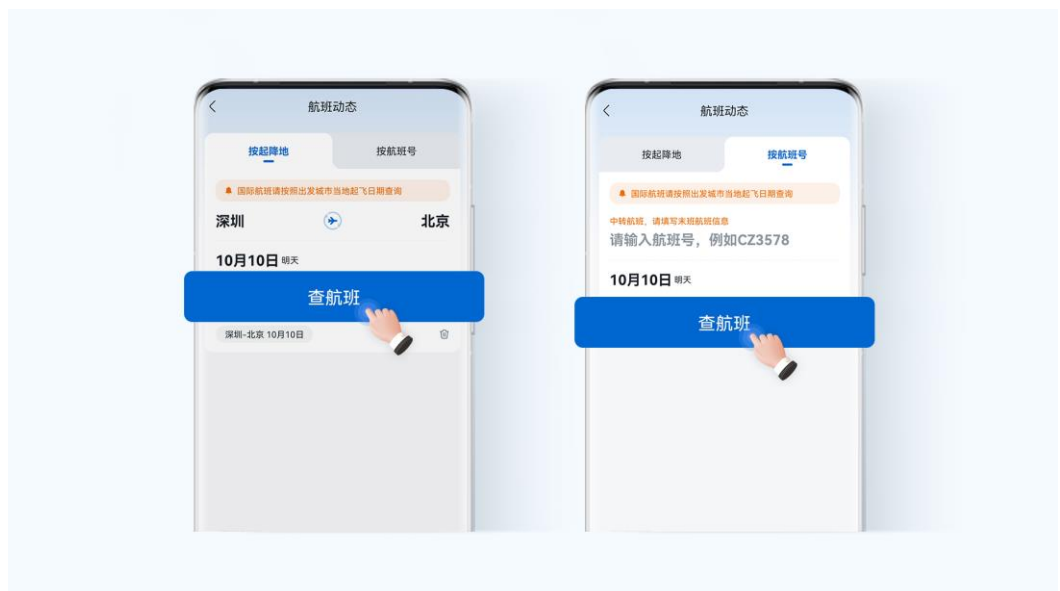 航班动态
按起降地 按航班号
国际航班请按照出发城市当地起飞日期查询
深圳 北京
10月10日 明天
查航班
深圳-北京 10月10日
航班动态
按起降地 按航班号
国际航班请按照出发城市当地起飞日期查询
中转航班，请填写末班航班信息
请输入航班号，例如CZ3578
10月10日 明天
查航班